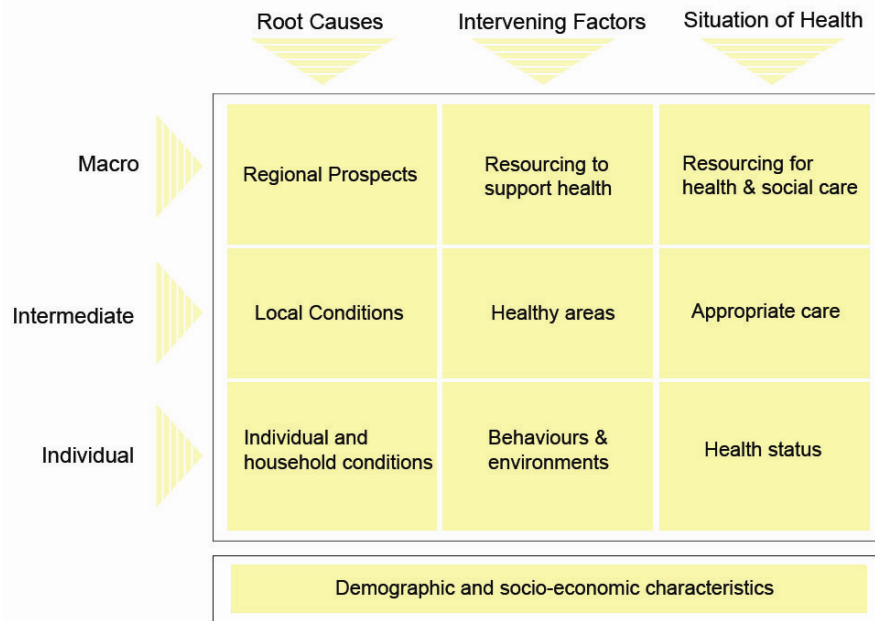 Root Causes
Intervening Factors
Situation of Health
Macro
Regional Prospects
Resourcing to
support health
Resourcing for
health & social care
Intermediate
Local Conditions
Healthy areas
Appropriate care
Individual
Individual and
household conditions
Behaviours &
environments
Health status
Demographic and socio-economic characteristics